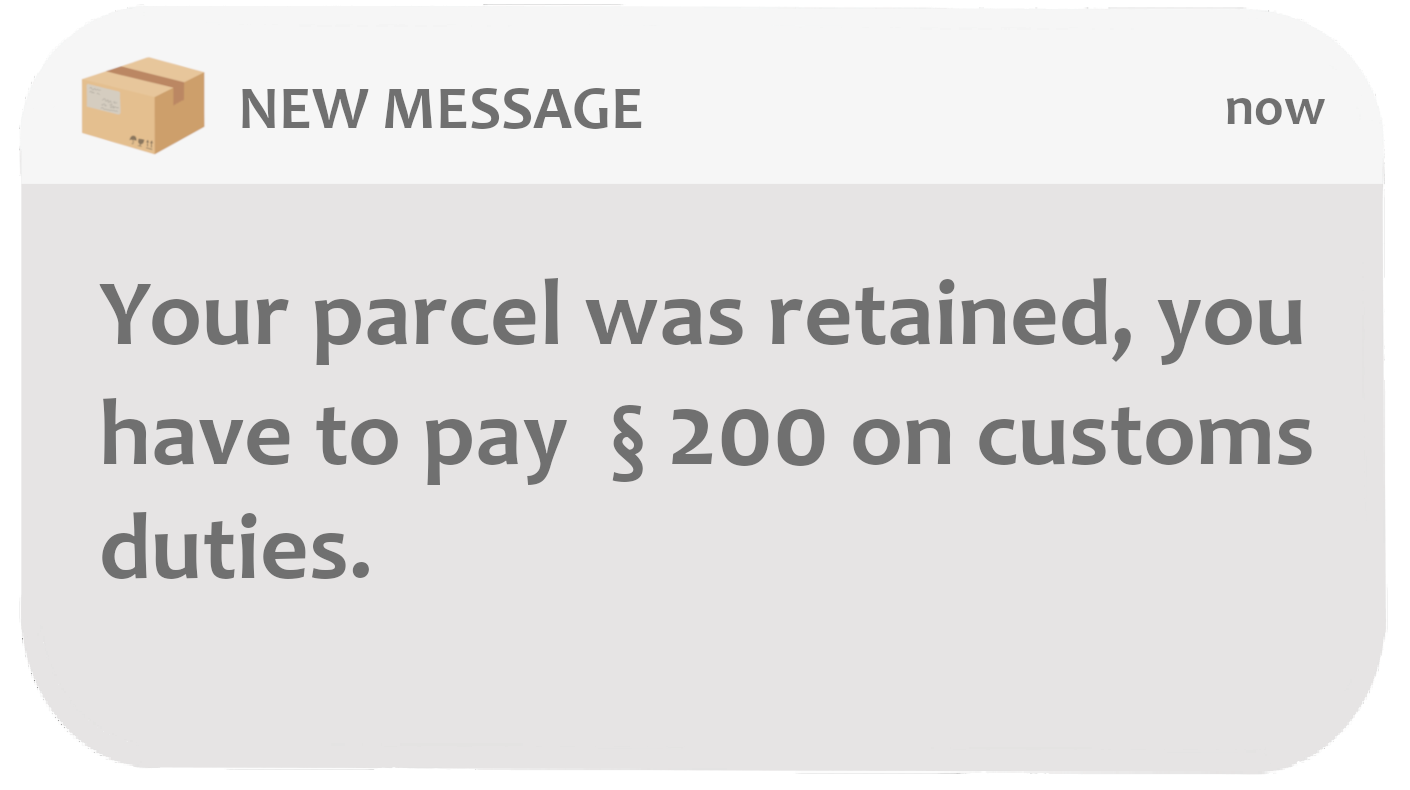 NEW MESSAGE now
Your parcel was retained, you
have to pay § 200 on customs
duties.